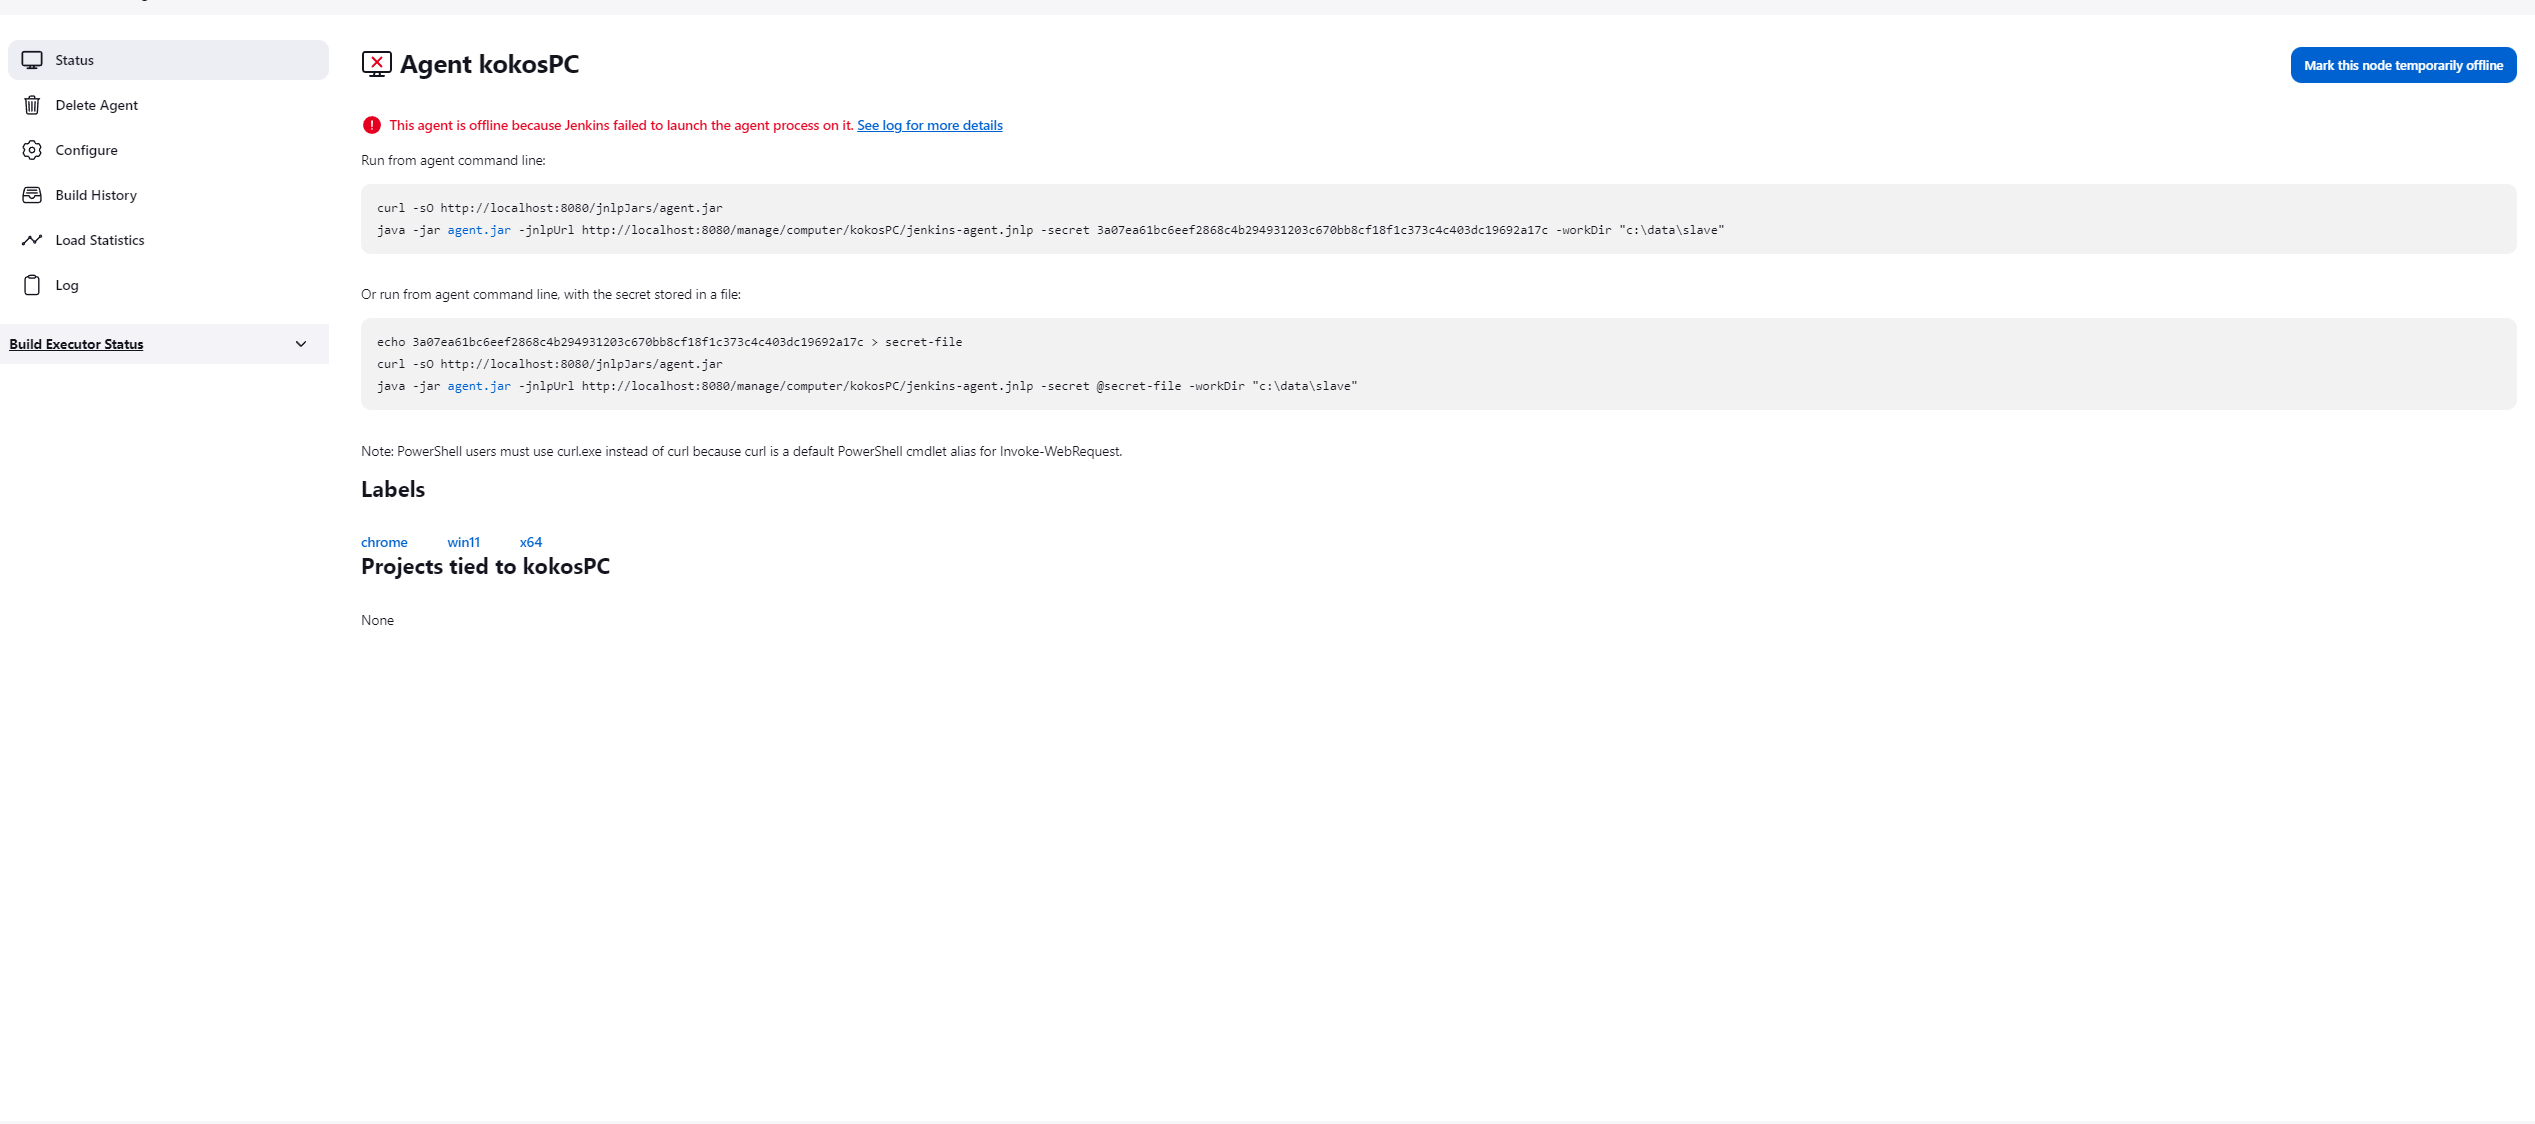 Status
Delete Agent
Configure
Build History
Load Statistics
Log
Build Executor Status
Agent kokosPC
Mark this node temporarily offline
This agent is offline because Jenkins failed to launch the agent process on it. See log for more details
Run from agent command line:
curl -sO http://localhost:8080/jnlpJars/agent.jar
java -jar agent.jar -jnlpUrl http://localhost:8080/manage/computer/kokosPC/jenkins-agent.jnlp -secret 3a07ea61bc6eef2868c4b294931203c670bb8cf18f1c373c4c403dc19692a17c -workDir "c:\data\slave"
Or run from agent command line, with the secret stored in a file:
echo 3a07ea61bc6eef2868c4b294931203c670bb8cf18f1c373c4c403dc19692a17c > secret-file
curl -sO http://localhost:8080/jnlpJars/agent.jar
java -jar agent.jar -jnlpUrl http://localhost:8080/manage/computer/kokosPC/jenkins-agent.jnlp -secret @secret-file -workDir "c:\data\slave"
Note: PowerShell users must use curl.exe instead of curl because curl is a default PowerShell cmdlet alias for Invoke-WebRequest.
Labels
chrome win11 x64
Projects tied to kokosPC
None